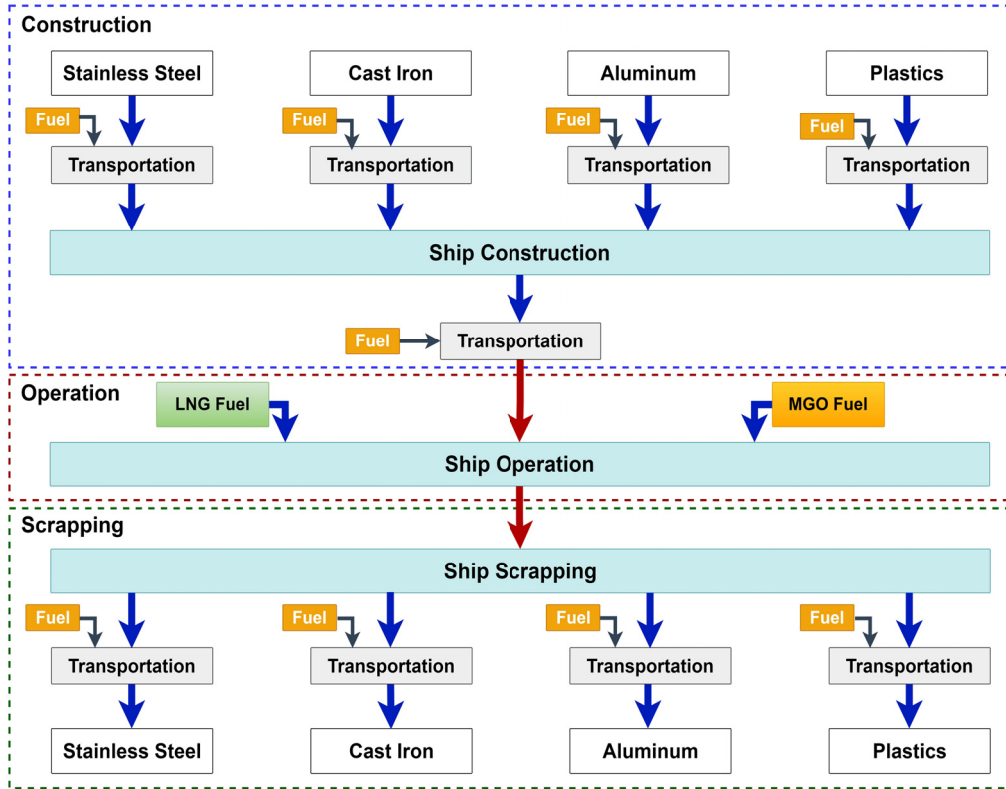 Construction
Stainless Steel
Cast Iron
Aluminum
Plastics
Fuel
Fuel
Fuel
Fuel
Transportation
Transportation
Transportation
Transportation
Ship Construction
Fuel
Transportation
Operation
LNG Fuel
MGO Fuel
Ship Operation
Scrapping
Ship Scrapping
Fuel
Fuel
Fuel
Fuel
Transportation
Transportation
Transportation
Transportation
Stainless Steel
Cast Iron
Aluminum
Plastics